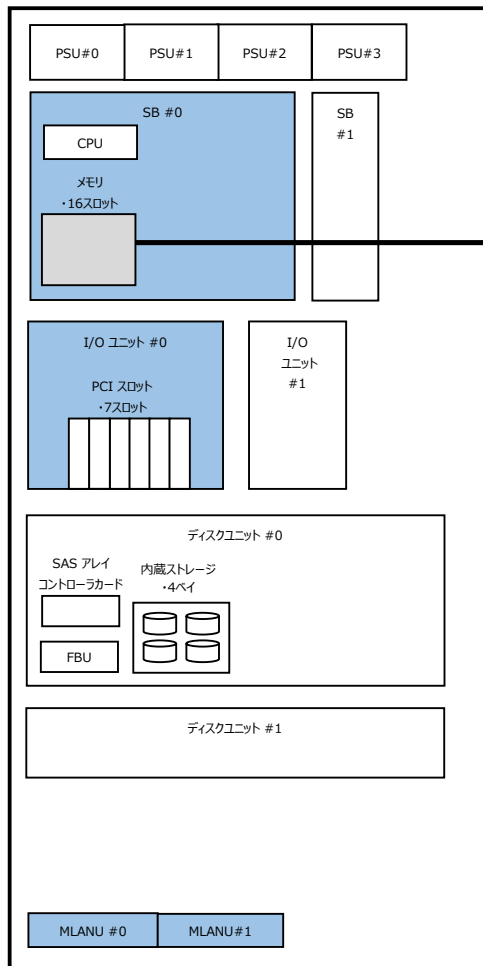 PSU#0
PSU#1
PSU#2
PSU#3
SB #0
CPU
メモリ
・16スロット
SB
#1
I/O ユニット #0
PCI スロット
・7スロット
I/O
ユニット
#1
ディスクユニット #0
SAS アレイ
コントローラカード
FBU
内蔵ストレージ
・4ベイ
ディスクユニット #1
MLANU #0
MLANU#1